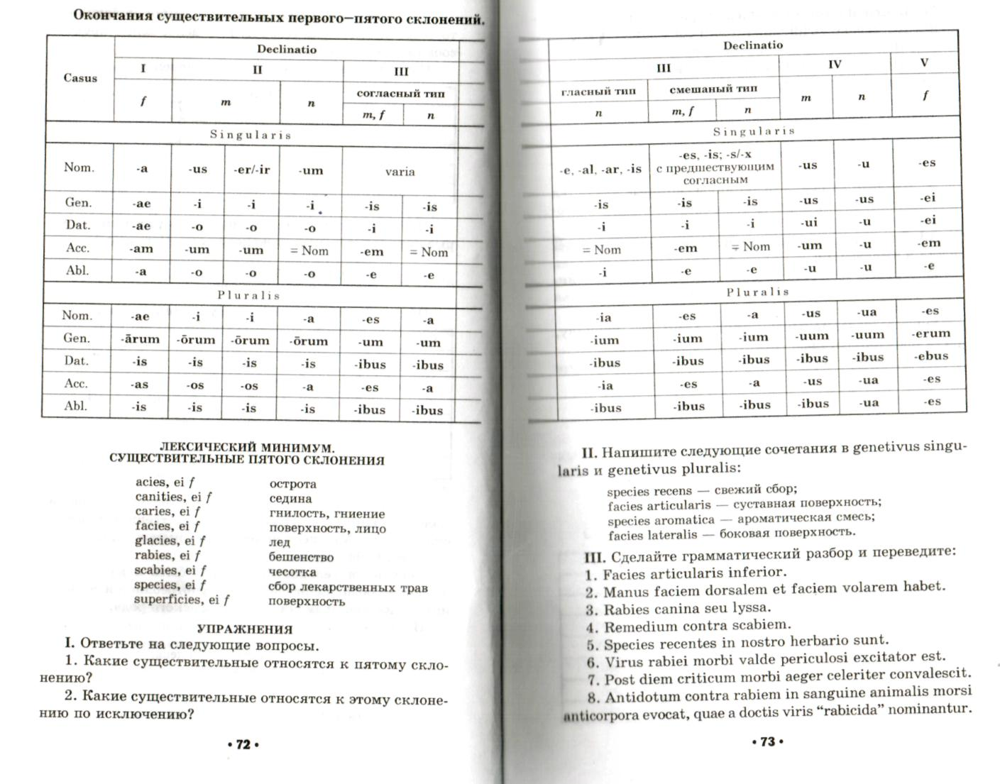 Окончания существительных первого—пятого склонений.
Casus Declinatio
I II III
f m n согласный тип
m, f n
Singularis
Nom. -a -us -er/-ir -um varia
Gen. -ae -i -i -i -is -is
Dat. -ae -o -o -o -i -i
Acc. -am -um -um = Nom -em = Nom
Abl. -a -o -o -o -e -e
Pluralis
Nom. -ae -i -i -a -es -a
Gen. -ārum -ōrum -ōrum -ōrum -um -um
Dat. -is -is -is -is -ibus -ibus
Acc. -as -os -os -a -es -a
Abl. -is -is -is -is -ibus -ibus
ЛЕКСИЧЕСКИЙ МИНИМУМ.
СУЩЕСТВИТЕЛЬНЫЕ ПЯТОГО СКЛОНЕНИЯ
acies, ei f острота
canities, ei f седина
caries, ei f гнилость, гниение
facies, ei f поверхность, лицо
glacies, ei f лед
rabies, ei f бешенство
scabies, ei f чесотка
species, ei f сбор лекарственных трав
superficies, ei f поверхность
УПРАЖНЕНИЯ
I. Ответьте на следующие вопросы.
1. Какие существительные относятся к пятому скло-
нению?
2. Какие существительные относятся к этому склоне-
нию по исключению?
• 72 •
Declinatio
III IV V
гласный тип смешаный тип m n f
n m, f n
Singularis
-e, -al, -ar, -is -es, -is; -s/-x -us -u -es
с предшествующим
согласным
-is -is -is -us -us -ei
-i -i -i -ui -u -ei
= Nom -em = Nom -um -u -em
-i -e -e -u -u -e
Pluralis
-ia -es -a -us -ua -es
-ium -ium -ium -uum -uum -erum
-ibus -ibus -ibus -ibus -ibus -ebus
-ia -es -a -us -ua -es
-ibus -ibus -ibus -ibus -ua -es
II. Напишите следующие сочетания в genetivus singu-
laris и genetivus pluralis:
species recens — свежий сбор;
facies articularis — суставная поверхность;
species aromatica — ароматическая смесь;
facies lateralis — боковая поверхность.
III. Сделайте грамматический разбор и переведите:
1. Facies articularis inferior.
2. Manus faciem dorsalem et faciem volarem habet.
3. Rabies canina seu lyssa.
4. Remedium contra scabiem.
5. Species recentes in nostro herbario sunt.
6. Virus rabiei morbi valde periculosi excitator est.
7. Post diem criticum morbi aeger celeriter convalescit.
8. Antidotum contra rabiem in sanguine animalis morsi
anticorpora evocat, quae a doctis viris “rabicida” nominantur.
• 73 •